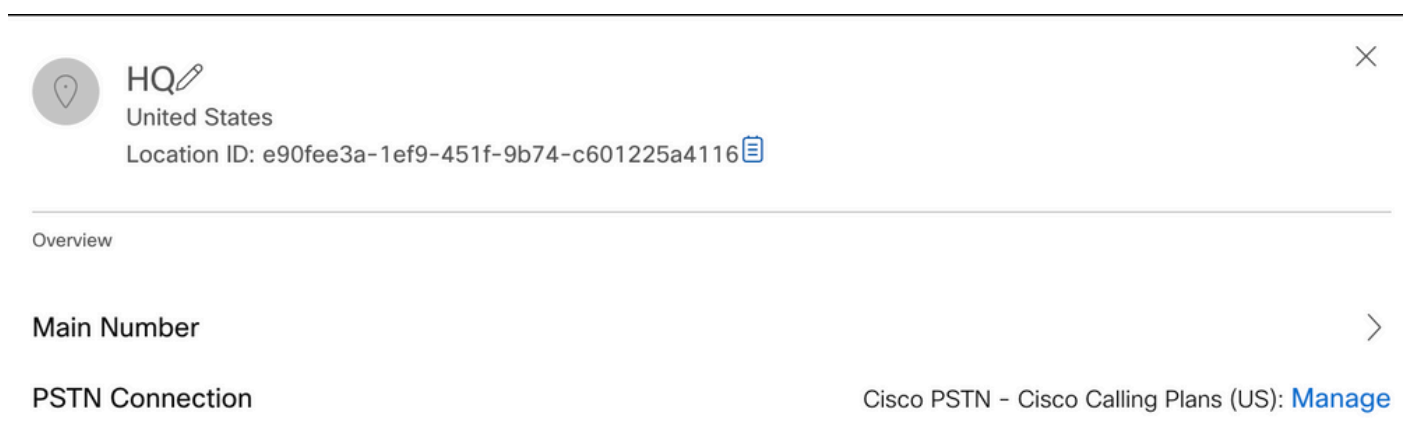 HQ
United States
Location ID: e90fee3a-1ef9-451f-9b74-c601225a4116
Overview
Main Number
PSTN Connection Cisco PSTN - Cisco Calling Plans (US): Manage